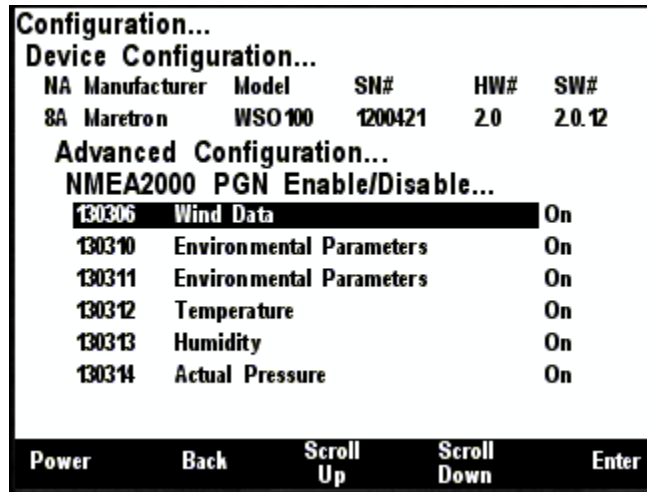 Configuration...
Device Configuration...
NA Manufacturer Model SN# HW# SW#
8A Maretron WSO100 1200421 2.0 2.0.12
Advanced Configuration...
NMEA2000 PGN Enable/Disable...
130306 Wind Data On
130310 Environmental Parameters On
130311 Environmental Parameters On
130312 Temperature On
130313 Humidity On
130314 Actual Pressure On
Power Back Scroll Up Scroll Down Enter